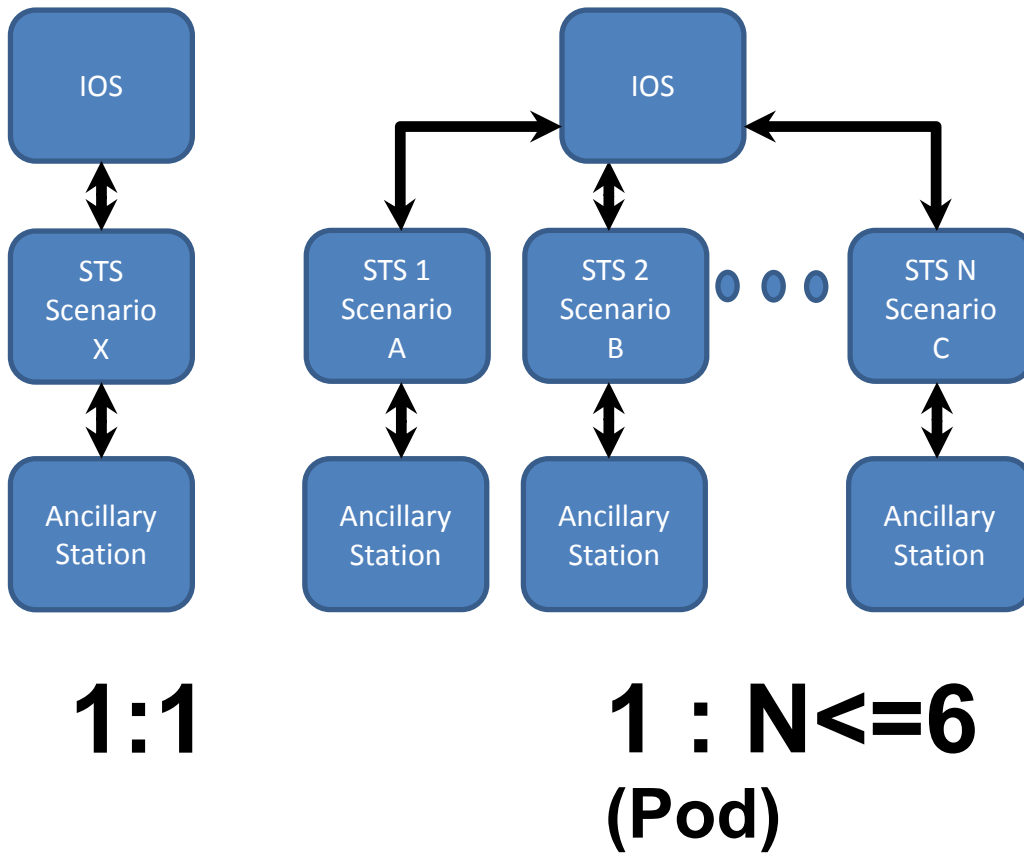 IOS
IOS
STS
Scenario
X
STS 1
Scenario
A
STS 2
Scenario
B
STS N
Scenario
C
Ancillary
Station
Ancillary
Station
Ancillary
Station
Ancillary
Station
1:1
1 : N<=6
(Pod)